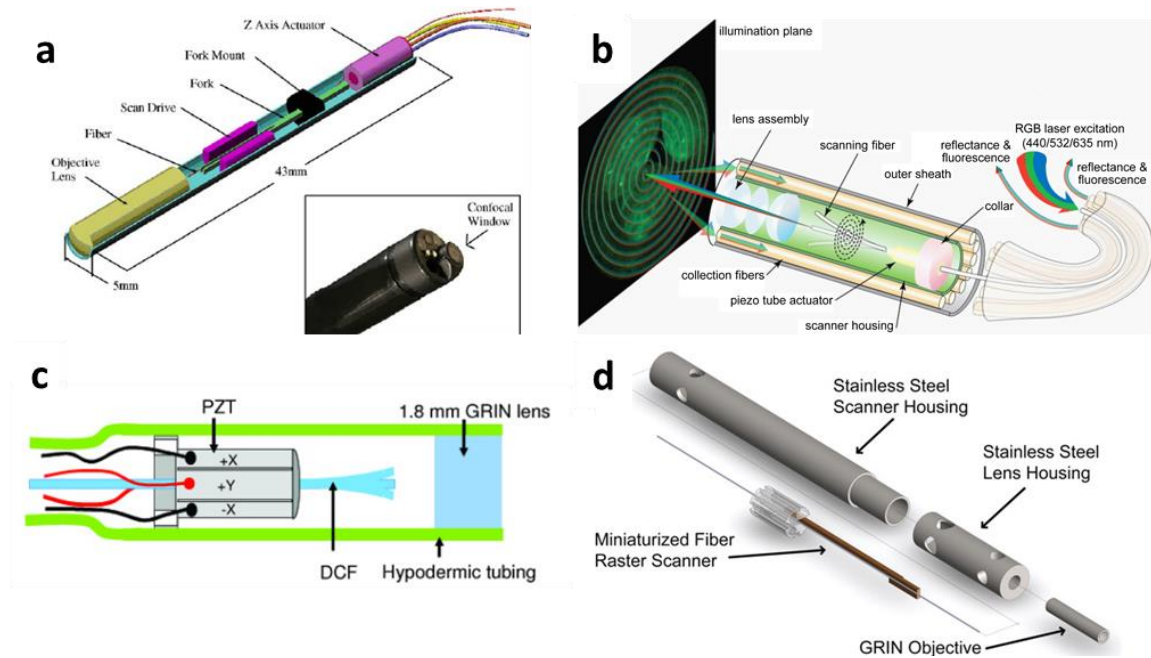 a
Z Axis Actuator
Fork Mount
Fork
Scan Drive
Fiber
Objective
Lens
43mm
5mm
Confocal
Window
b
illumination plane
lens assembly
scanning fiber
outer sheath
RGB laser excitation
(440/532/635 nm)
reflectance &
fluorescence
reflectance &
fluorescence
collar
collection fibers
piezo tube actuator
scanner housing
c
PZT
1.8 mm GRIN lens
+X
+Y
-X
DCF
Hypodermic tubing
d
Stainless Steel
Scanner Housing
Stainless Steel
Lens Housing
Miniaturized Fiber
Raster Scanner
GRIN Objective